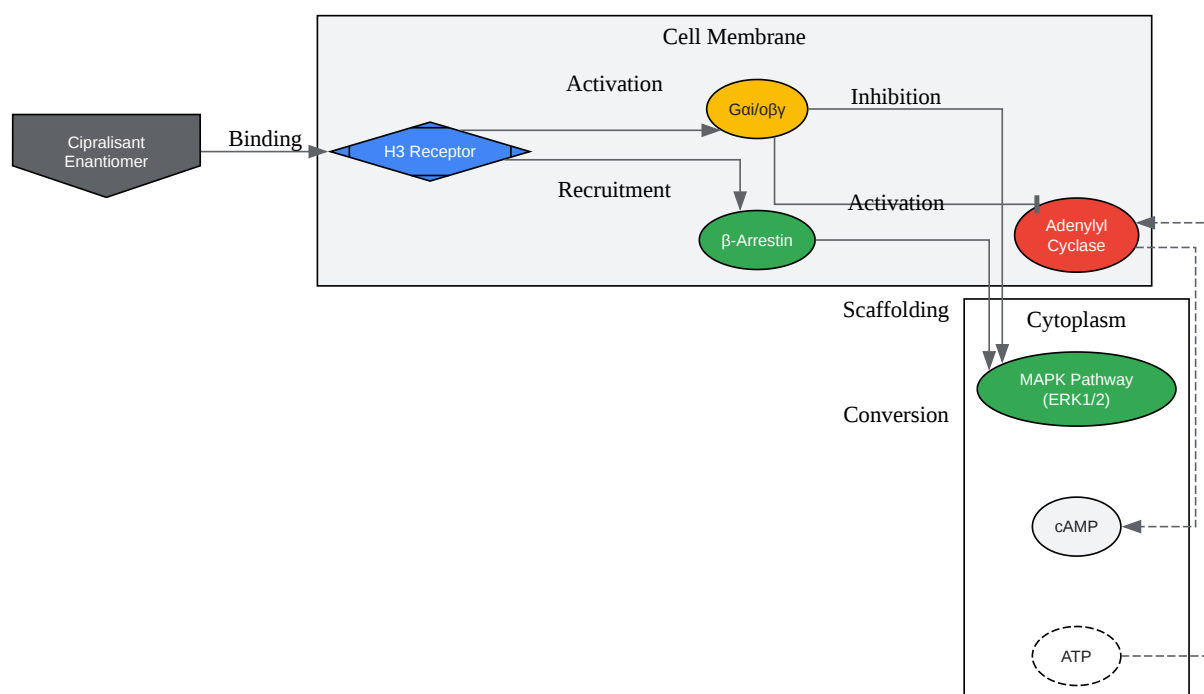 Cell Membrane
Activation
Inhibition
Gαi/oβγ
Cipralisant
Enantiomer
Binding
H3 Receptor
Recruitment
Activation
β-Arrestin
Adenylyl
Cyclase
Scaffolding
Cytoplasm
MAPK Pathway
(ERK1/2)
Conversion
cAMP
ATP